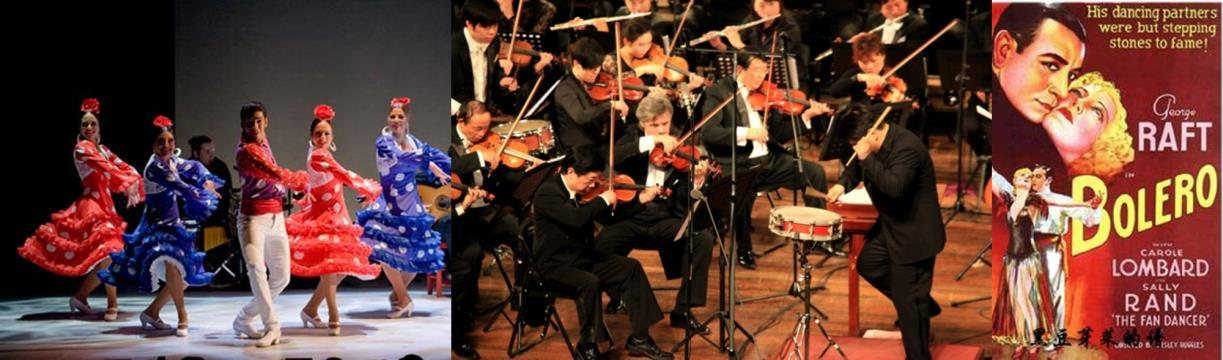 His dancing partners
were but stepping
stones to fame!
George
RAFT
IN
BOLERO
WITH
CAROLE
LOMBARD
SALLY
RAND
'THE FAN DANCER'